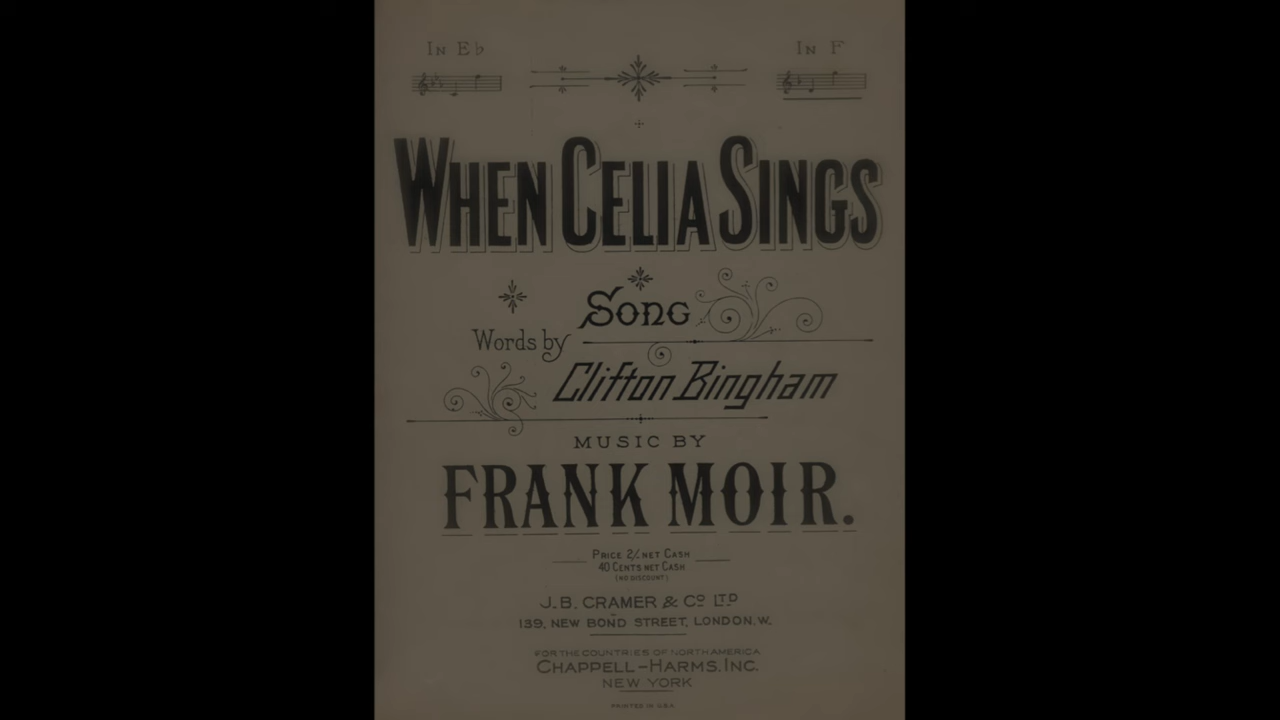 In E♭
In F
When Celia Sings
Song
Words by
Clifton Bingham
MUSIC BY
FRANK MOIR.
Price 2/. net Cash
40 Cents net Cash
(NO DISCOUNT)
J.B. CRAMER & Co LTD
139, NEW BOND STREET, LONDON. W.
FOR THE COUNTRIES OF NORTH AMERICA
CHAPPELL-HARMS. INC.
NEW YORK
PRINTED IN U.S.A.